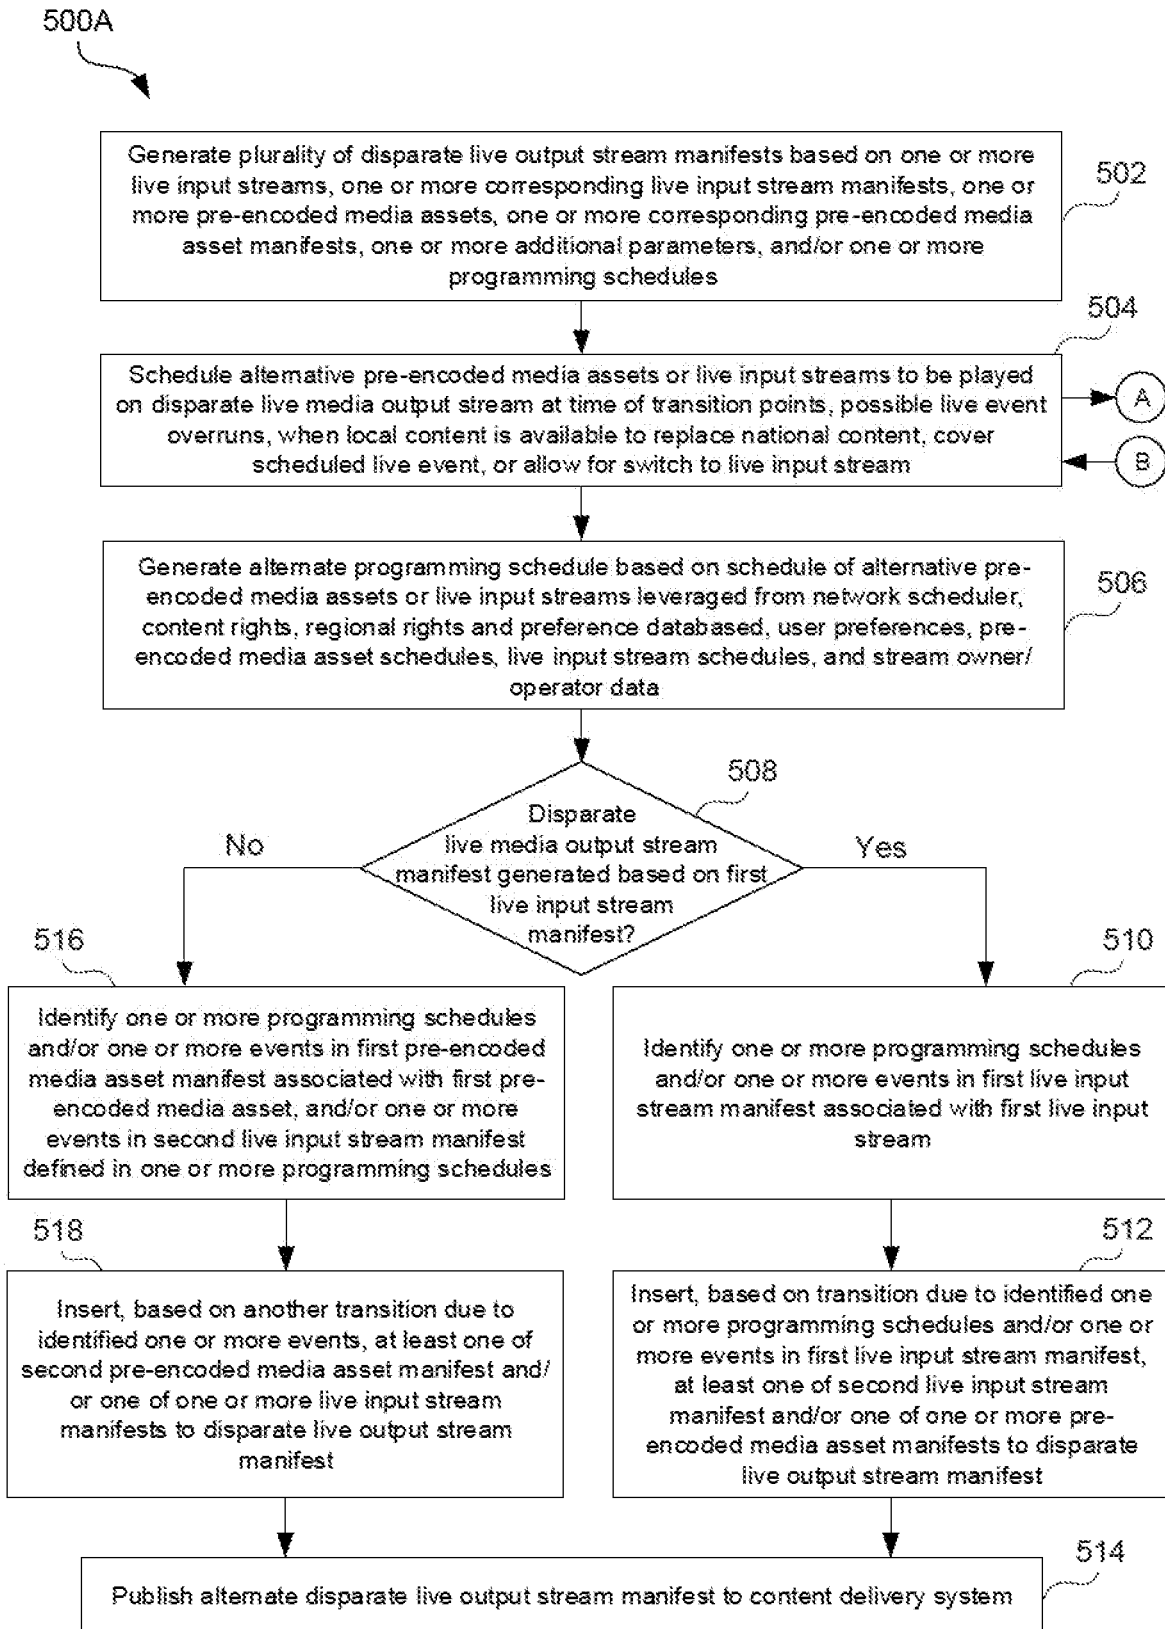 500A
Generate plurality of disparate live output stream manifests based on one or more
live input streams, one or more corresponding live input stream manifests, one or
more pre-encoded media assets, one or more corresponding pre-encoded media
asset manifests, one or more additional parameters, and/or one or more
programming schedules
502
504
Schedule alternative pre-encoded media assets or live input streams to be played
on disparate live media output stream at time of transition points, possible live event
overruns, when local content is available to replace national content, cover
scheduled live event, or allow for switch to live input stream
A
B
Generate alternate programming schedule based on schedule of alternative pre-
encoded media assets or live input streams leveraged from network scheduler,
content rights, regional rights and preference databased, user preferences, pre-
encoded media asset schedules, live input stream schedules, and stream owner/
operator data
506
508
Disparate
live media output stream
manifest generated based on first
live input stream
manifest?
No
Yes
516
Identify one or more programming schedules
and/or one or more events in first pre-encoded
media asset manifest associated with first pre-
encoded media asset, and/or one or more
events in second live input stream manifest
defined in one or more programming schedules
510
Identify one or more programming schedules
and/or one or more events in first live input
stream manifest associated with first live input
stream
518
Insert, based on another transition due to
identified one or more events, at least one of
second pre-encoded media asset manifest and/
or one of one or more live input stream
manifests to disparate live output stream
manifest
512
Insert, based on transition due to identified one
or more programming schedules and/or one or
more events in first live input stream manifest,
at least one of second live input stream
manifest and/or one of one or more pre-
encoded media asset manifests to disparate
live output stream manifest
514
Publish alternate disparate live output stream manifest to content delivery system